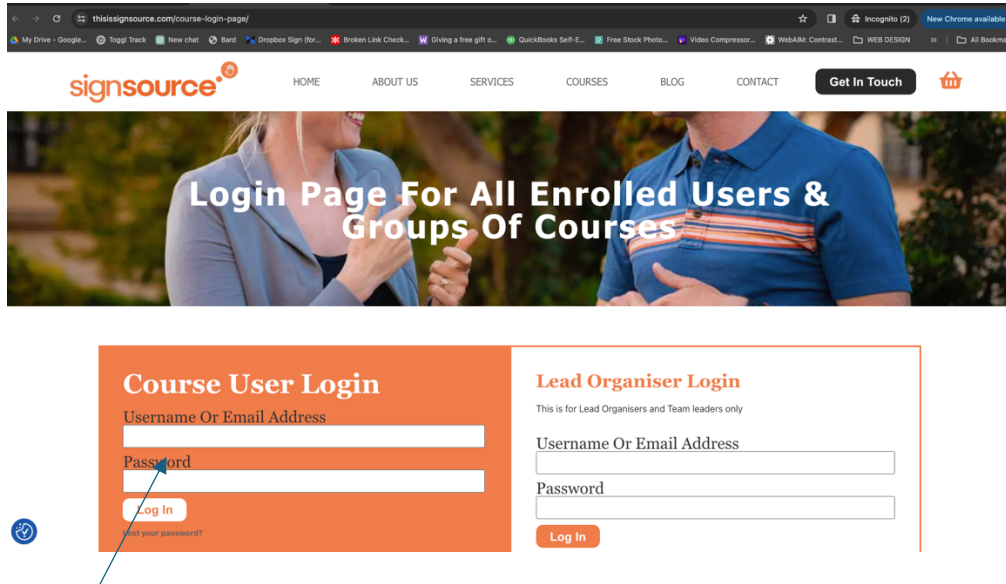 thisissignsource.com/course-login-page/
Incognito (2)
New Chrome available
My Drive - Google... Toggl Track New chat Bard Dropbox Sign (for... Broken Link Check... Giving a free gift o... QuickBooks Self-E... Free Stock Photo... Video Compressor... WebAIM: Contrast... WEB DESIGN » All Bookma
signsource
HOME ABOUT US SERVICES COURSES BLOG CONTACT Get In Touch
Login Page For All Enrolled Users &
Groups Of Courses
Course User Login
Username Or Email Address
Password
Log In
Lost your password?
Lead Organiser Login
This is for Lead Organisers and Team leaders only
Username Or Email Address
Password
Log In